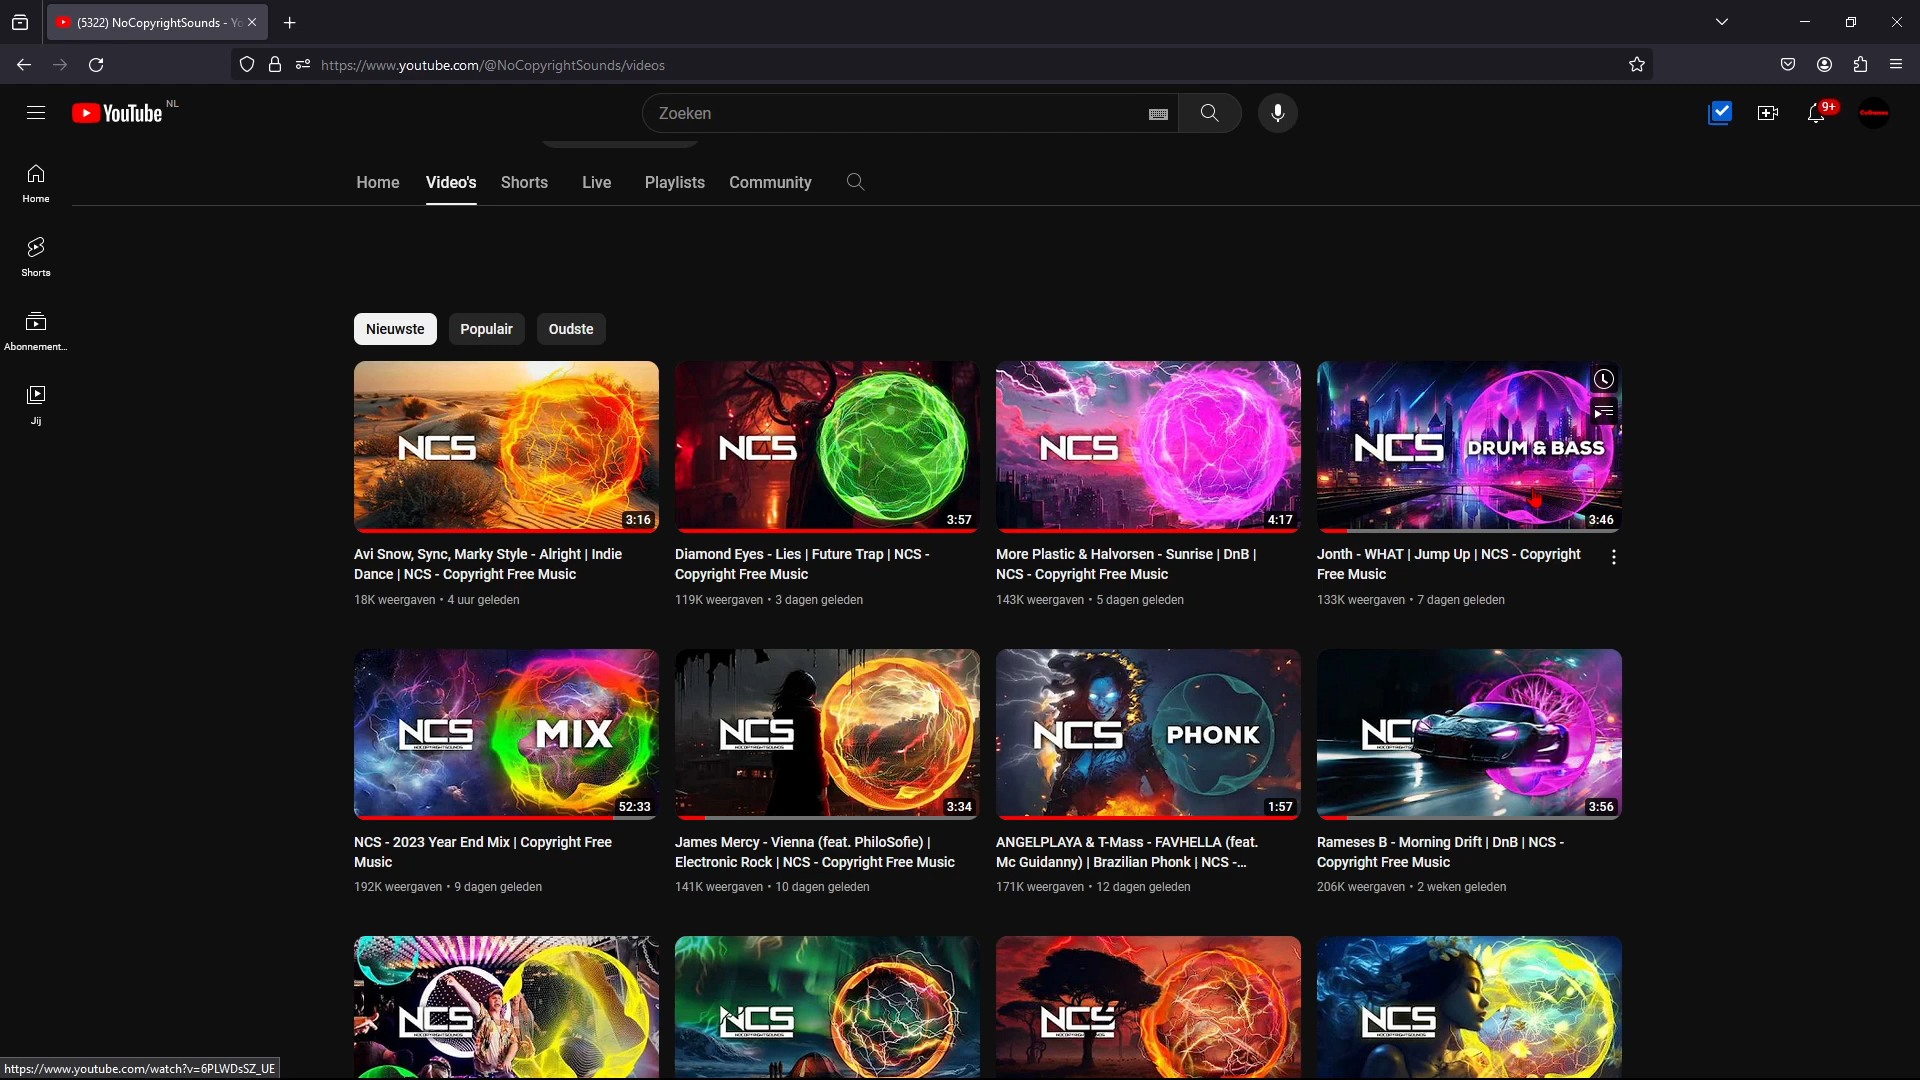 (5322) NoCopyrightSounds - Yo
https://www.youtube.com/@NoCopyrightSounds/videos
YouTube NL
Zoeken
9+
Home
Shorts
Abonnement...
Jij
Home Video's Shorts Live Playlists Community
Nieuwste Populair Oudste
NCS
3:16
Avi Snow, Sync, Marky Style - Alright | Indie
Dance | NCS - Copyright Free Music
18K weergaven • 4 uur geleden
NCS
3:57
Diamond Eyes - Lies | Future Trap | NCS -
Copyright Free Music
119K weergaven • 3 dagen geleden
NCS
4:17
More Plastic & Halvorsen - Sunrise | DnB |
NCS - Copyright Free Music
143K weergaven • 5 dagen geleden
NCS DRUM & BASS
3:46
Jonth - WHAT | Jump Up | NCS - Copyright
Free Music
133K weergaven • 7 dagen geleden
NCS MIX
NOCOPYRIGHTSOUNDS
52:33
NCS - 2023 Year End Mix | Copyright Free
Music
192K weergaven • 9 dagen geleden
NCS
NOCOPYRIGHTSOUNDS
3:34
James Mercy - Vienna (feat. PhiloSofie) |
Electronic Rock | NCS - Copyright Free Music
141K weergaven • 10 dagen geleden
NCS PHONK
1:57
ANGELPLAYA & T-Mass - FAVHELLA (feat.
Mc Guidanny) | Brazilian Phonk | NCS -...
171K weergaven • 12 dagen geleden
NC
3:56
Rameses B - Morning Drift | DnB | NCS -
Copyright Free Music
206K weergaven • 2 weken geleden
NCS
NOCOPYRIGHTSOUNDS
NCS
NOCOPYRIGHTSOUNDS
NCS
NOCOPYRIGHTSOUNDS
NCS
NOCOPYRIGHTSOUNDS
https://www.youtube.com/watch?v=6PLWDsSZ_UE